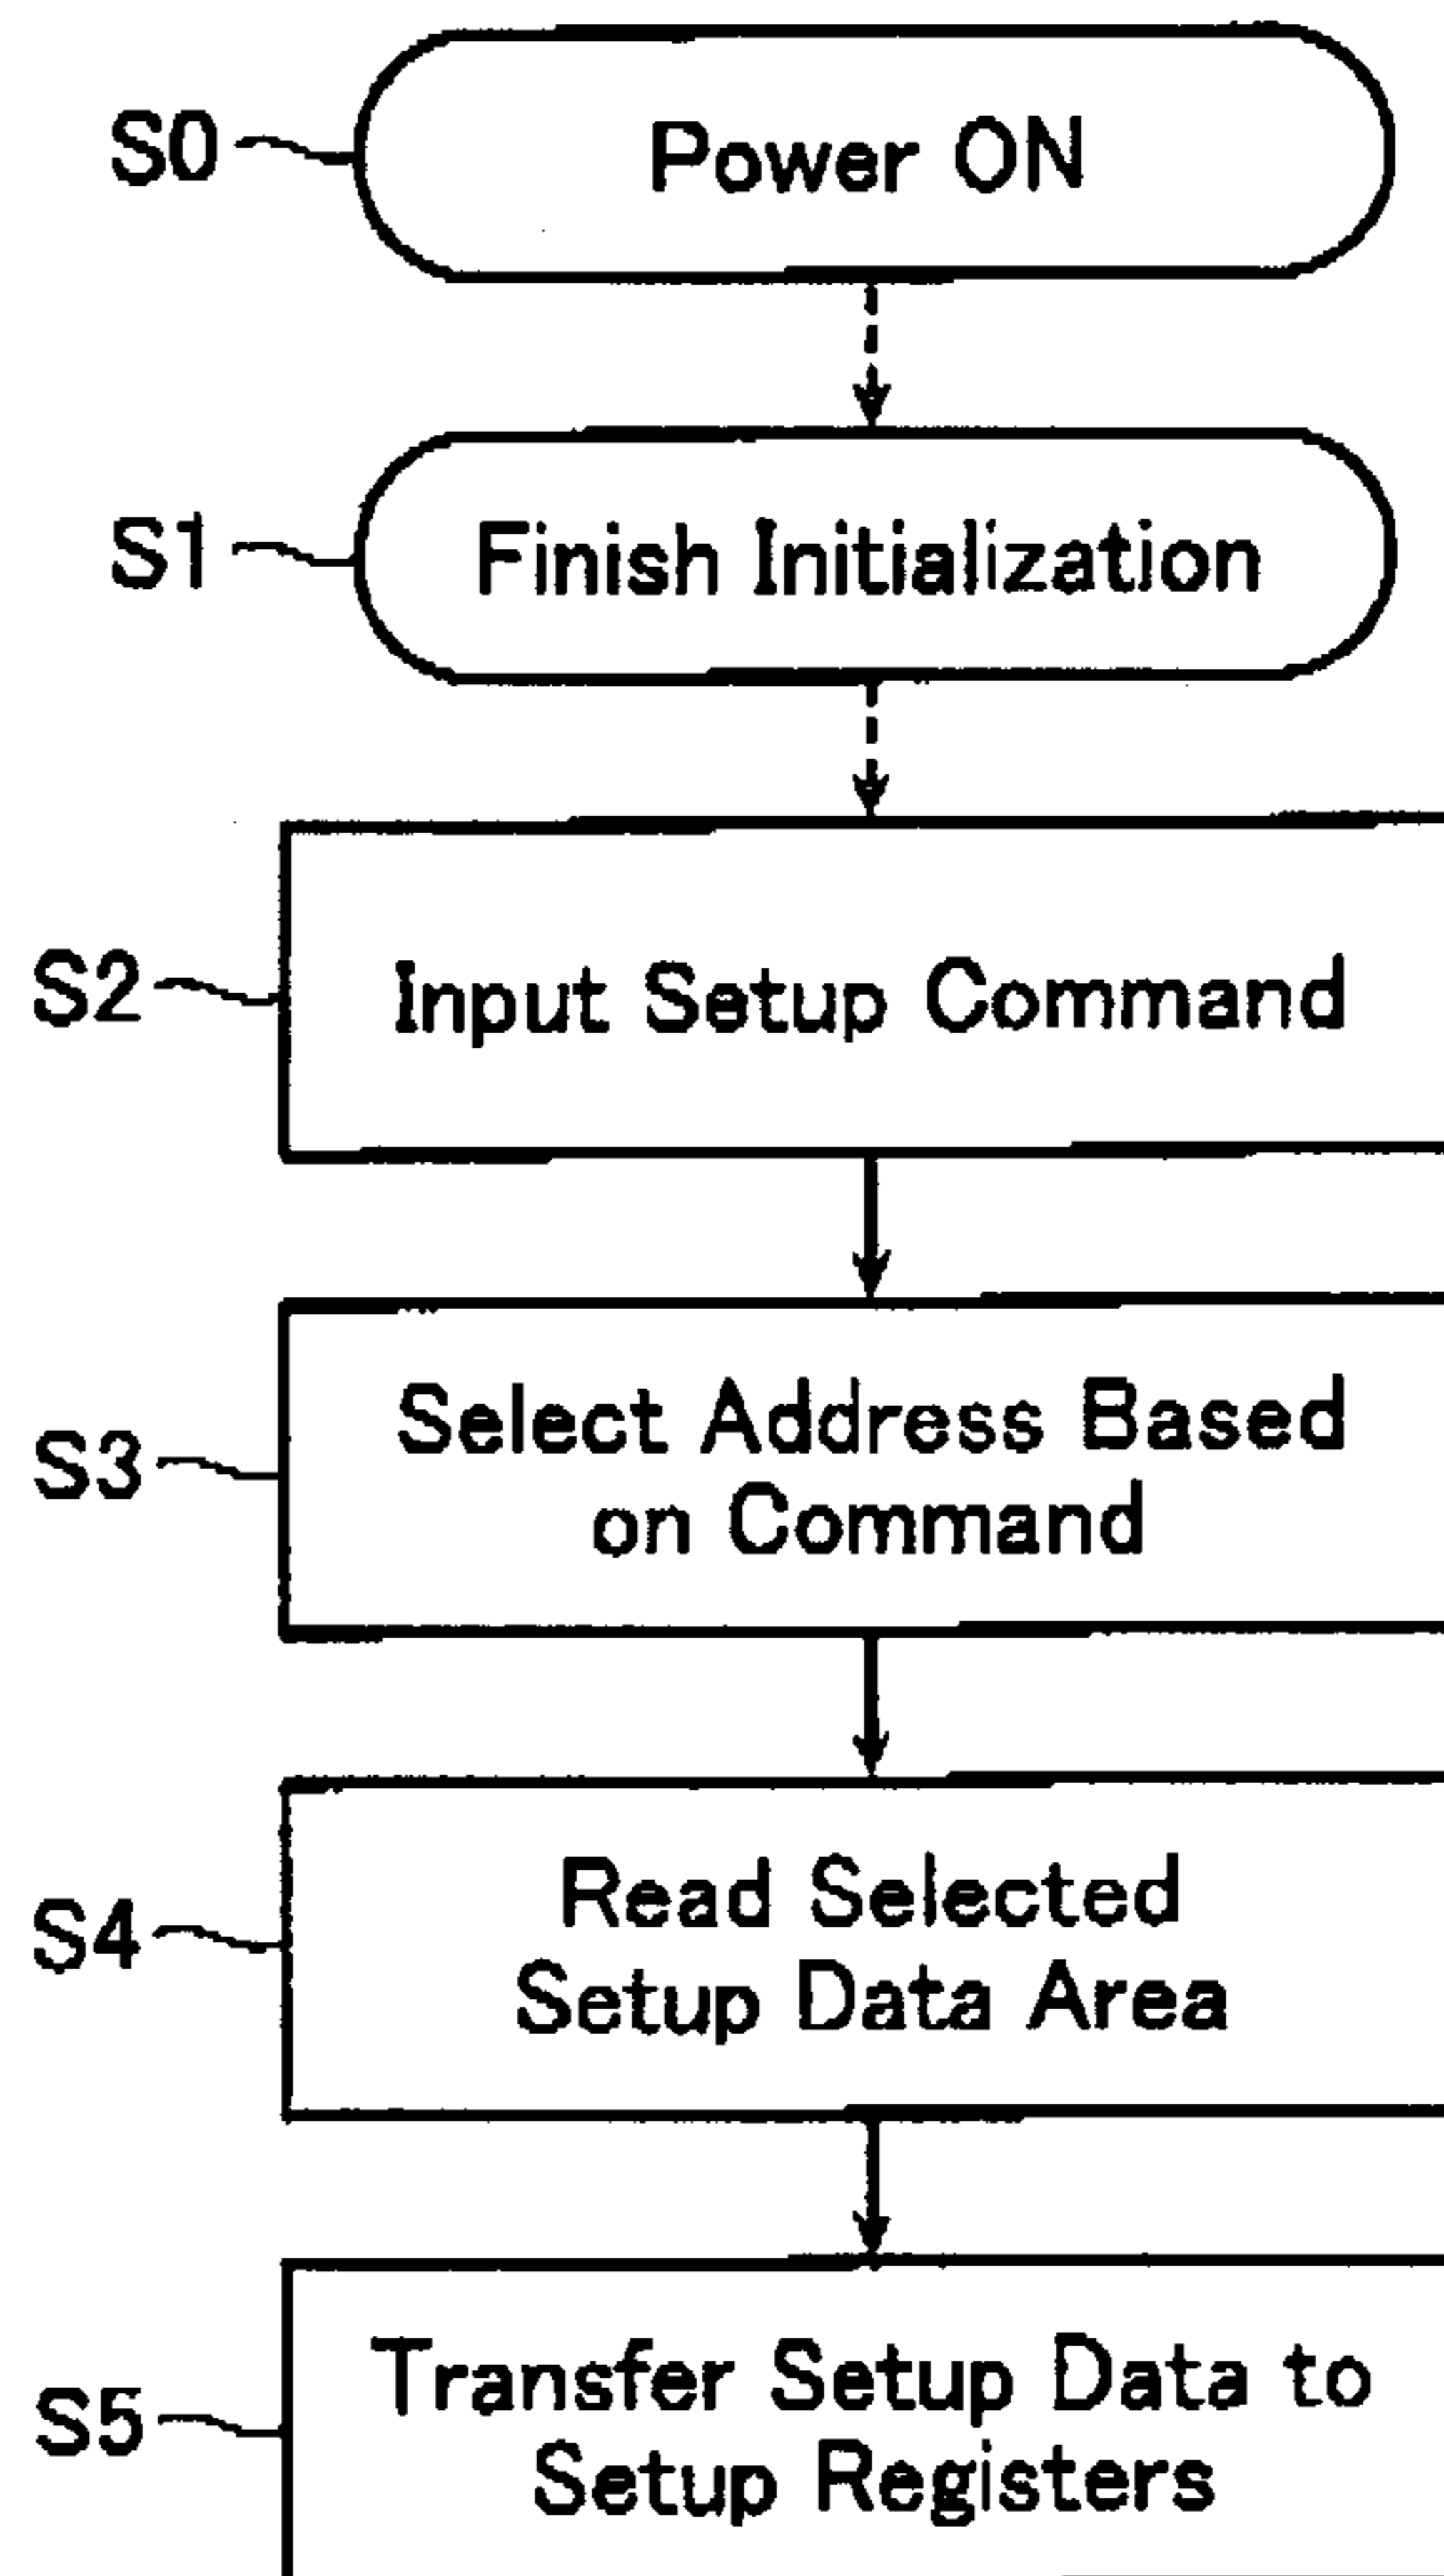 S0 Power ON
S1 Finish Initialization
S2 Input Setup Command
S3 Select Address Based
on Command
S4 Read Selected
Setup Data Area
S5 Transfer Setup Data to
Setup Registers